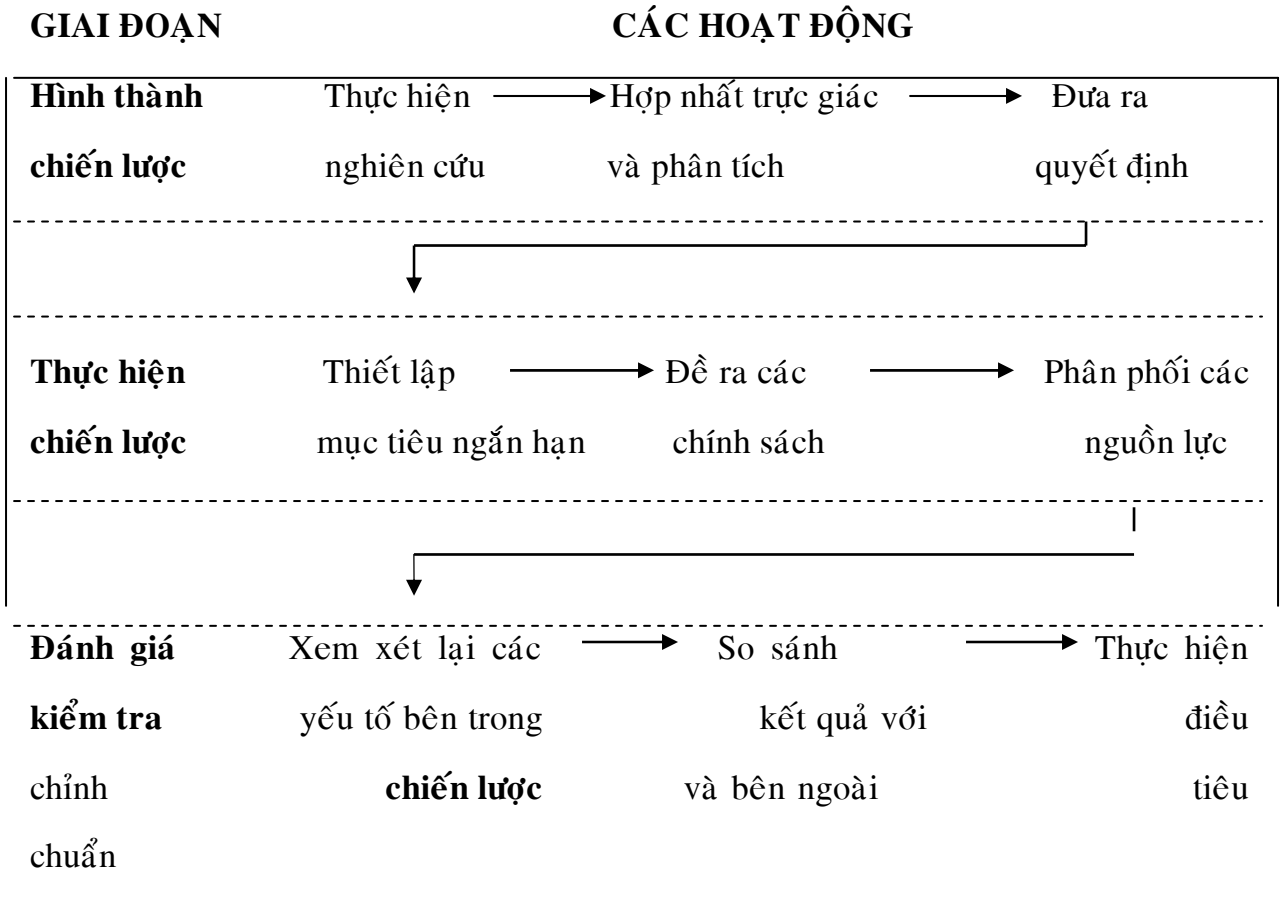 GIAI ĐOẠN CÁC HOẠT ĐỘNG
Hình thành Thực hiện Hợp nhất trực giác Đưa ra
chiến lược nghiên cứu và phân tích quyết định
Thực hiện Thiết lập Đề ra các Phân phối các
chiến lược mục tiêu ngắn hạn chính sách nguồn lực
Đánh giá Xem xét lại các So sánh Thực hiện
kiểm tra yếu tố bên trong kết quả với điều
chỉnh chiến lược và bên ngoài tiêu
chuẩn